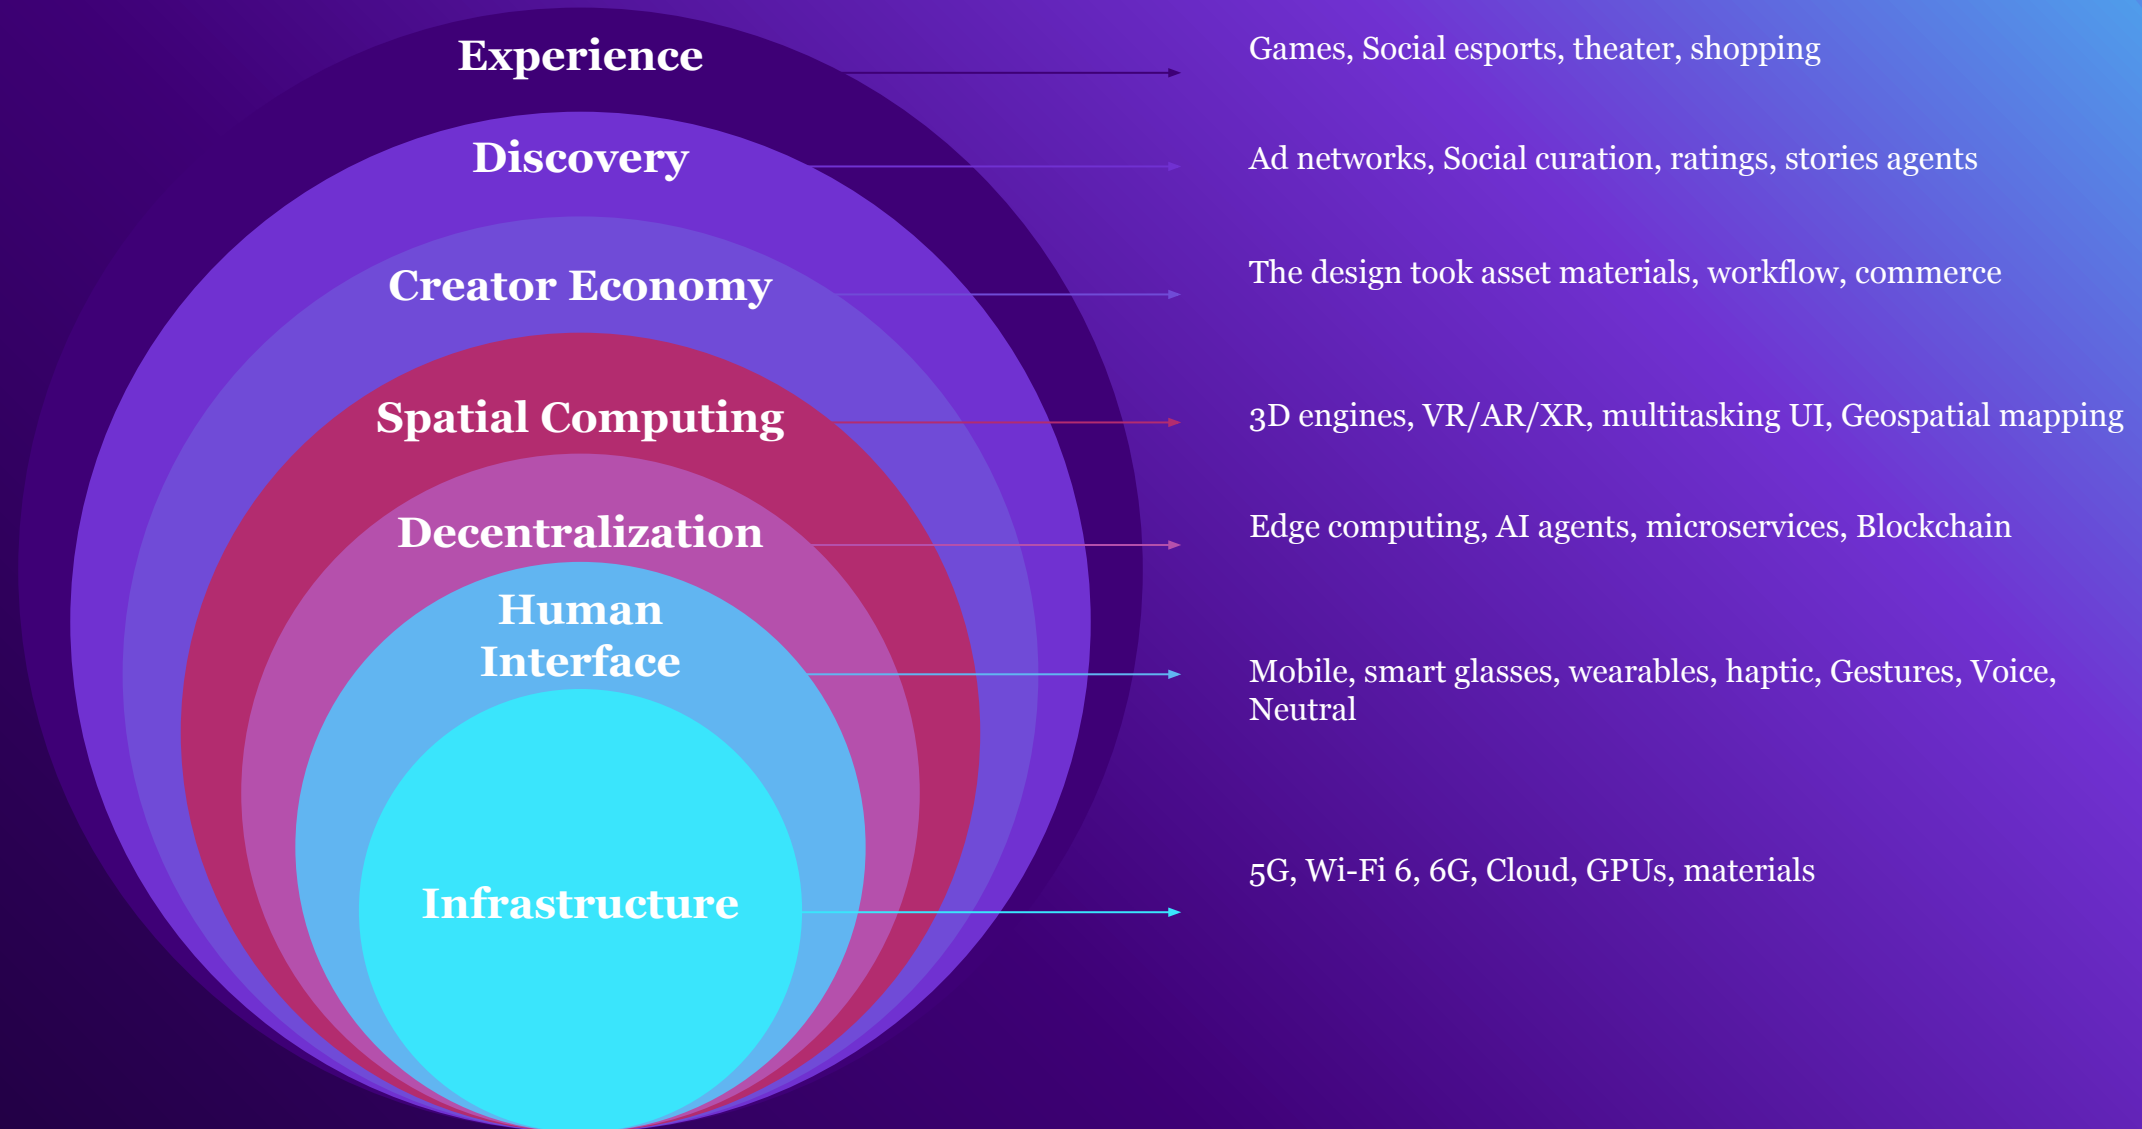 Experience
Games, Social esports, theater, shopping
Discovery
Ad networks, Social curation, ratings, stories agents
Creator Economy
The design took asset materials, workflow, commerce
Spatial Computing
3D engines, VR/AR/XR, multitasking UI, Geospatial mapping
Decentralization
Edge computing, AI agents, microservices, Blockchain
Human
Interface
Mobile, smart glasses, wearables, haptic, Gestures, Voice,
Neutral
Infrastructure
5G, Wi-Fi 6, 6G, Cloud, GPUs, materials